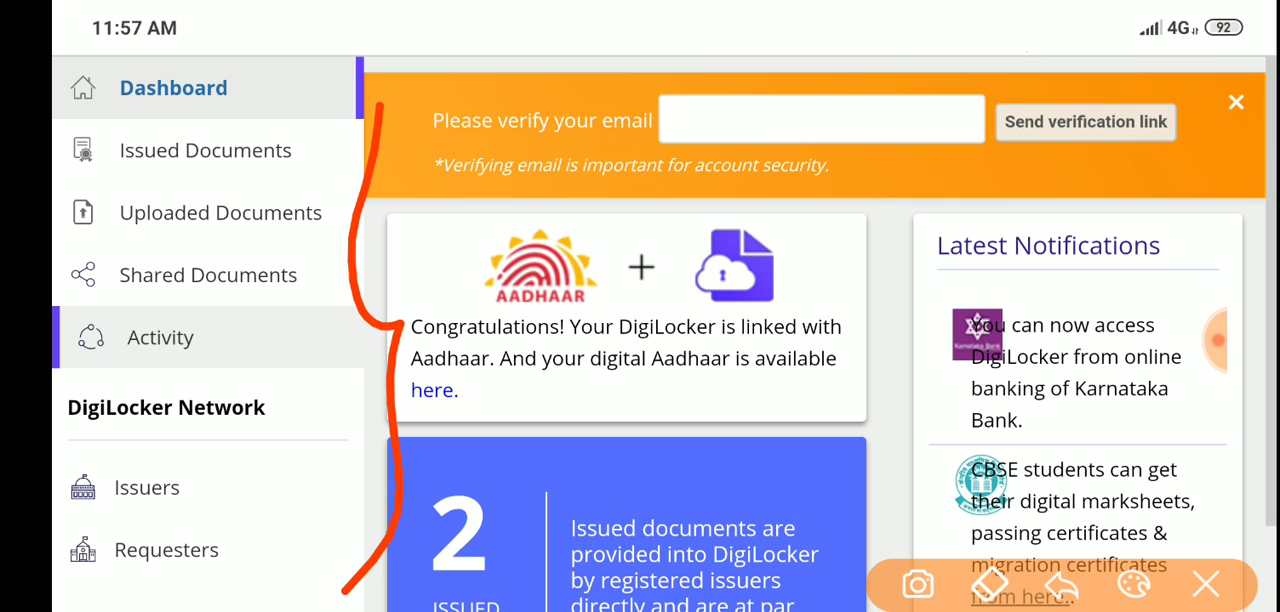 11:57 AM
4G
92
Dashboard
Issued Documents
Uploaded Documents
Shared Documents
Activity
DigiLocker Network
Issuers
Requesters
Please verify your email
Send verification link
*Verifying email is important for account security.
AADHAAR
Congratulations! Your DigiLocker is linked with
Aadhaar. And your digital Aadhaar is available
here.
2
ISSUED
Issued documents are
provided into DigiLocker
by registered issuers
directly and are at par
Latest Notifications
Karnataka Bank
You can now access
DigiLocker from online
banking of Karnataka
Bank.
CBSE students can get
their digital marksheets,
passing certificates &
migration certificates
from here..